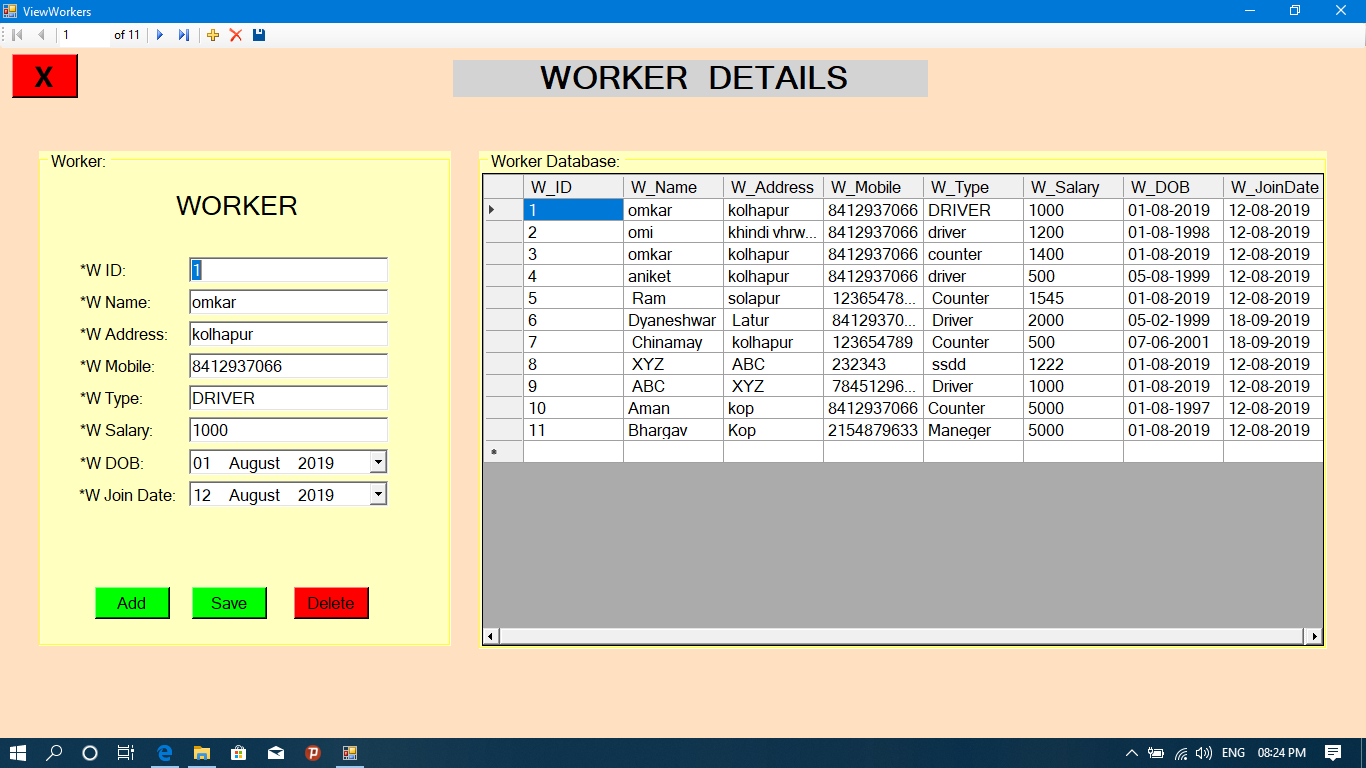 ViewWorkers
1 of 11
X
WORKER DETAILS
Worker:
WORKER
*W ID: 1
*W Name: omkar
*W Address: kolhapur
*W Mobile: 8412937066
*W Type: DRIVER
*W Salary: 1000
*W DOB: 01 August 2019
*W Join Date: 12 August 2019
Add Save Delete
Worker Database:
W_ID W_Name W_Address W_Mobile W_Type W_Salary W_DOB W_JoinDate
1 omkar kolhapur 8412937066 DRIVER 1000 01-08-2019 12-08-2019
2 omi khindi vhrw... 8412937066 driver 1200 01-08-1998 12-08-2019
3 omkar kolhapur 8412937066 counter 1400 01-08-2019 12-08-2019
4 aniket kolhapur 8412937066 driver 500 05-08-1999 12-08-2019
5 Ram solapur 12365478... Counter 1545 01-08-2019 12-08-2019
6 Dyaneshwar Latur 84129370... Driver 2000 05-02-1999 18-09-2019
7 Chinamay kolhapur 123654789 Counter 500 07-06-2001 18-09-2019
8 XYZ ABC 232343 ssdd 1222 01-08-2019 12-08-2019
9 ABC XYZ 78451296... Driver 1000 01-08-2019 12-08-2019
10 Aman kop 8412937066 Counter 5000 01-08-1997 12-08-2019
11 Bhargav Kop 2154879633 Maneger 5000 01-08-2019 12-08-2019
*
ENG 08:24 PM